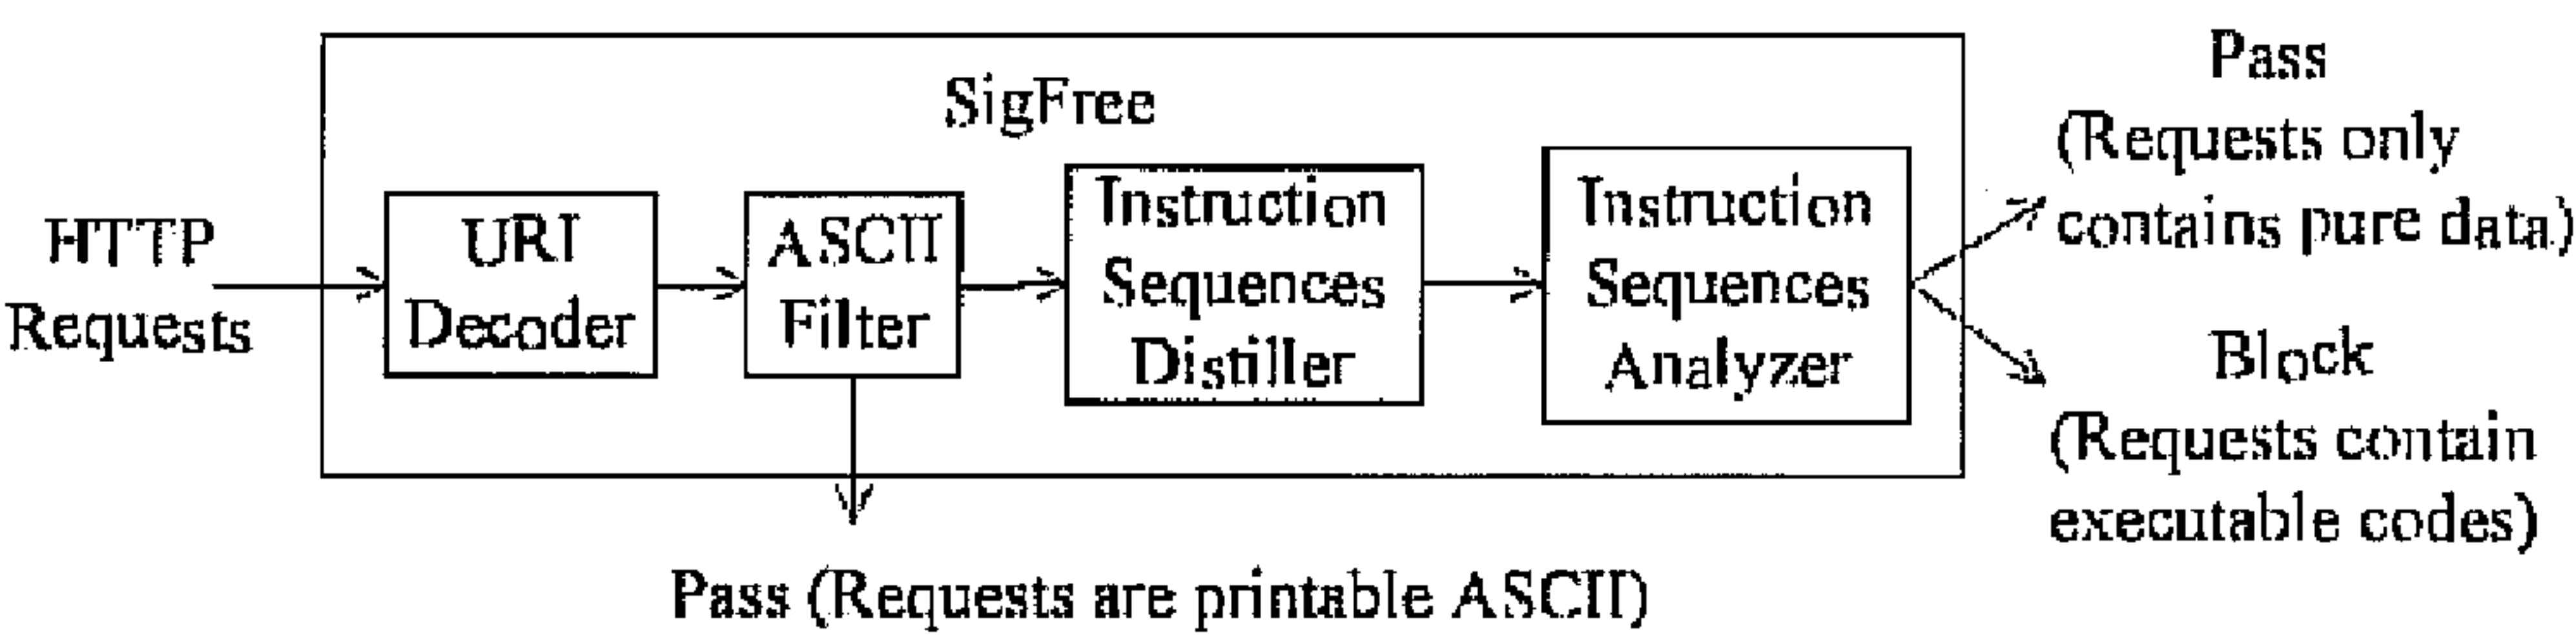 SigFree
HTTP
Requests
URI
Decoder
ASCII
Filter
Instruction
Sequences
Distiller
Instruction
Sequences
Analyzer
Pass
(Requests only
contains pure data)
Block
(Requests contain
executable codes)
Pass (Requests are printable ASCII)